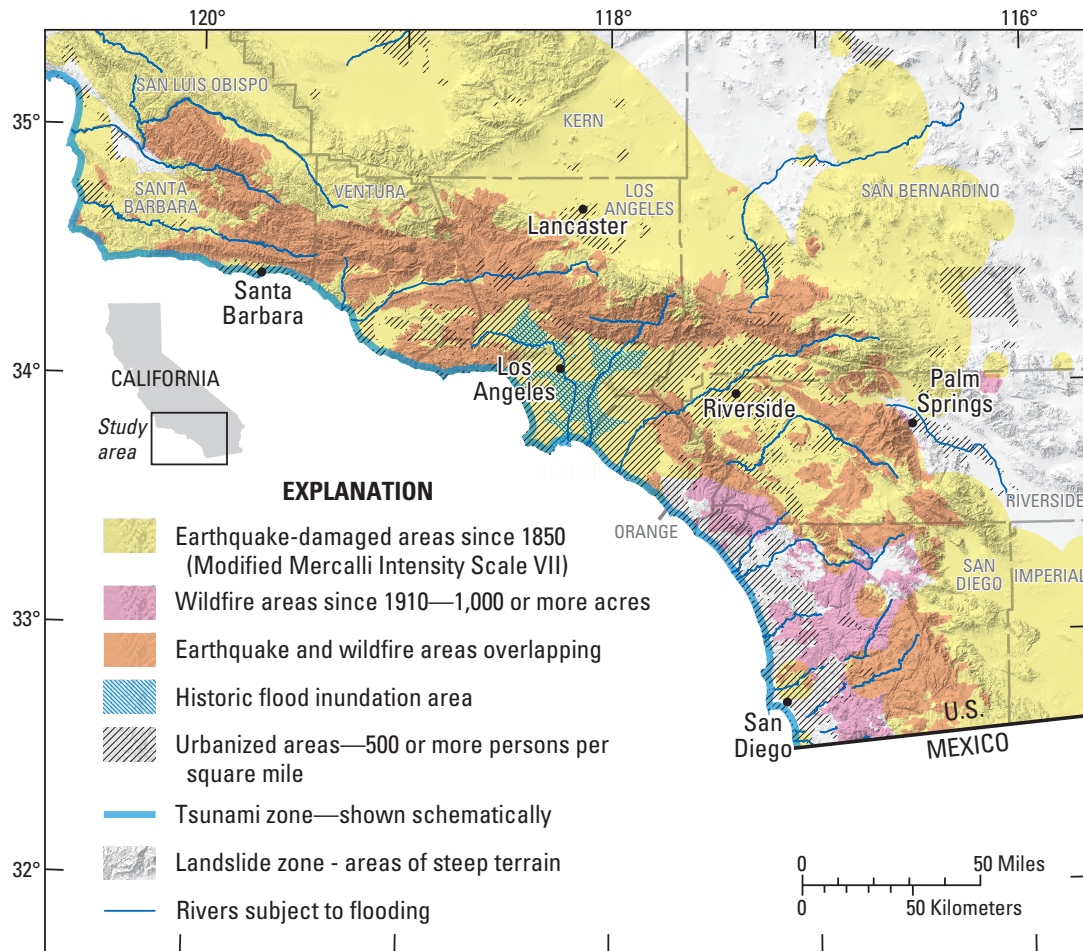 120°
118°
116°
35°
34°
33°
32°
SAN LUIS OBISPO
KERN
SANTA
BARBARA
VENTURA
LOS
ANGELES
SAN BERNARDINO
Lancaster
Santa
Barbara
CALIFORNIA
Study
area
Los
Angeles
Riverside
Palm
Springs
RIVERSIDE
ORANGE
SAN
DIEGO
IMPERIAL
San
Diego
U.S.
MEXICO
EXPLANATION
Earthquake-damaged areas since 1850
(Modified Mercalli Intensity Scale VII)
Wildfire areas since 1910—1,000 or more acres
Earthquake and wildfire areas overlapping
Historic flood inundation area
Urbanized areas—500 or more persons per
square mile
Tsunami zone—shown schematically
Landslide zone - areas of steep terrain
Rivers subject to flooding
0 50 Miles
0 50 Kilometers